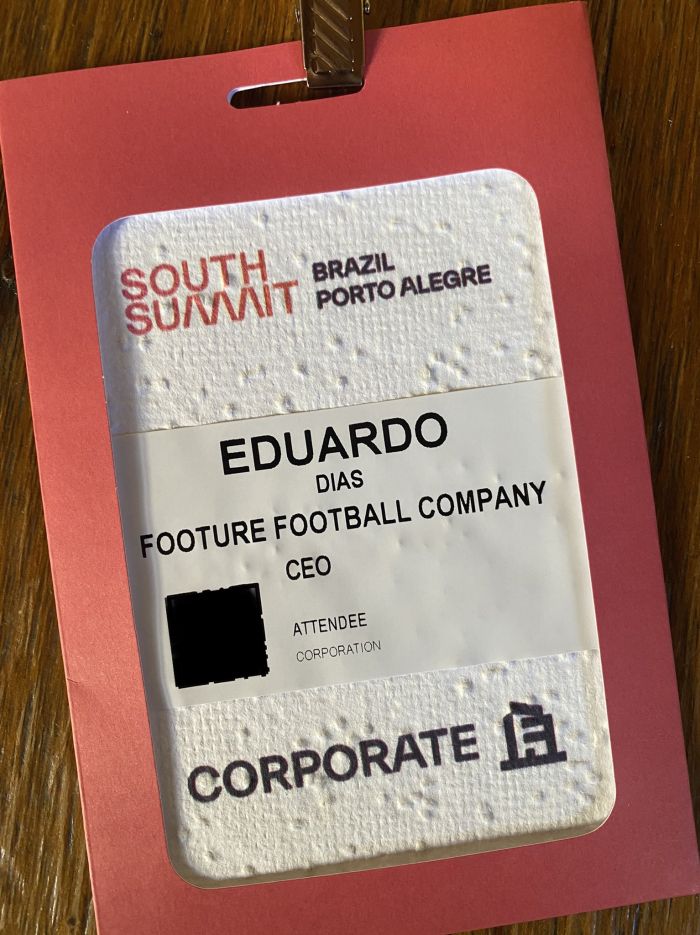 SOUTH
SUMMIT
BRAZIL
PORTO ALEGRE
EDUARDO
DIAS
FOOTURE FOOTBALL COMPANY
CEO
ATTENDEE
CORPORATION
CORPORATE